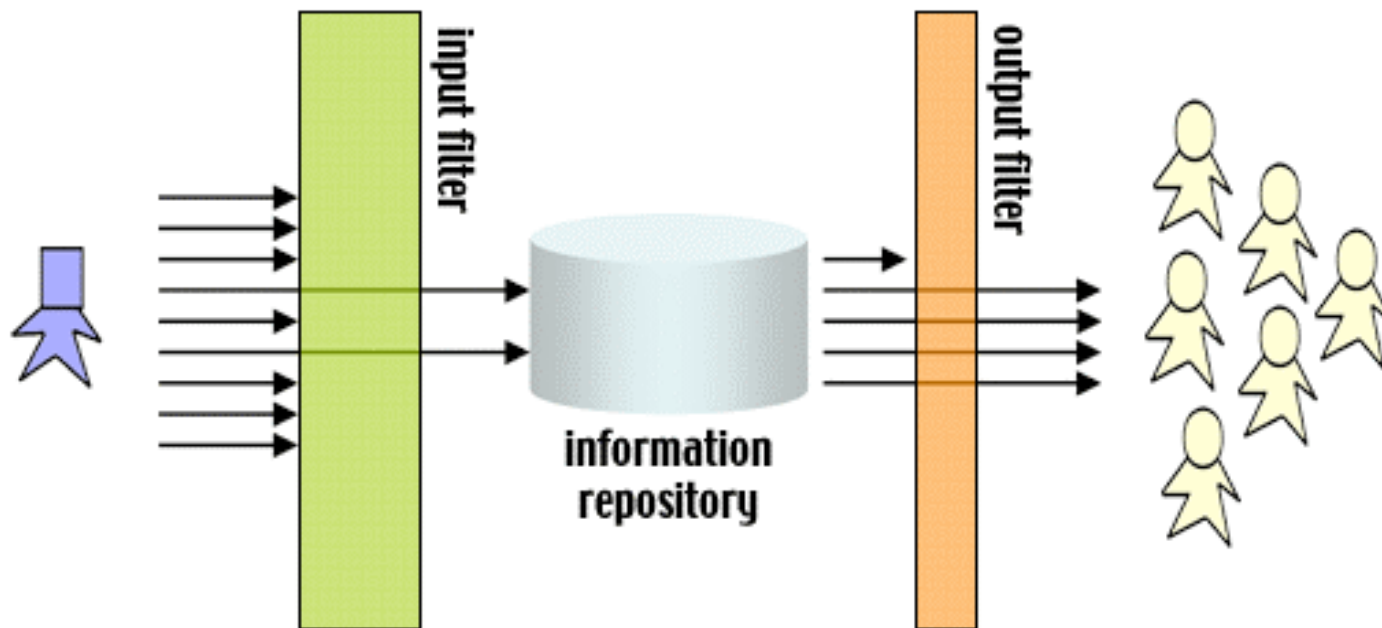 input filter
information
repository
output filter